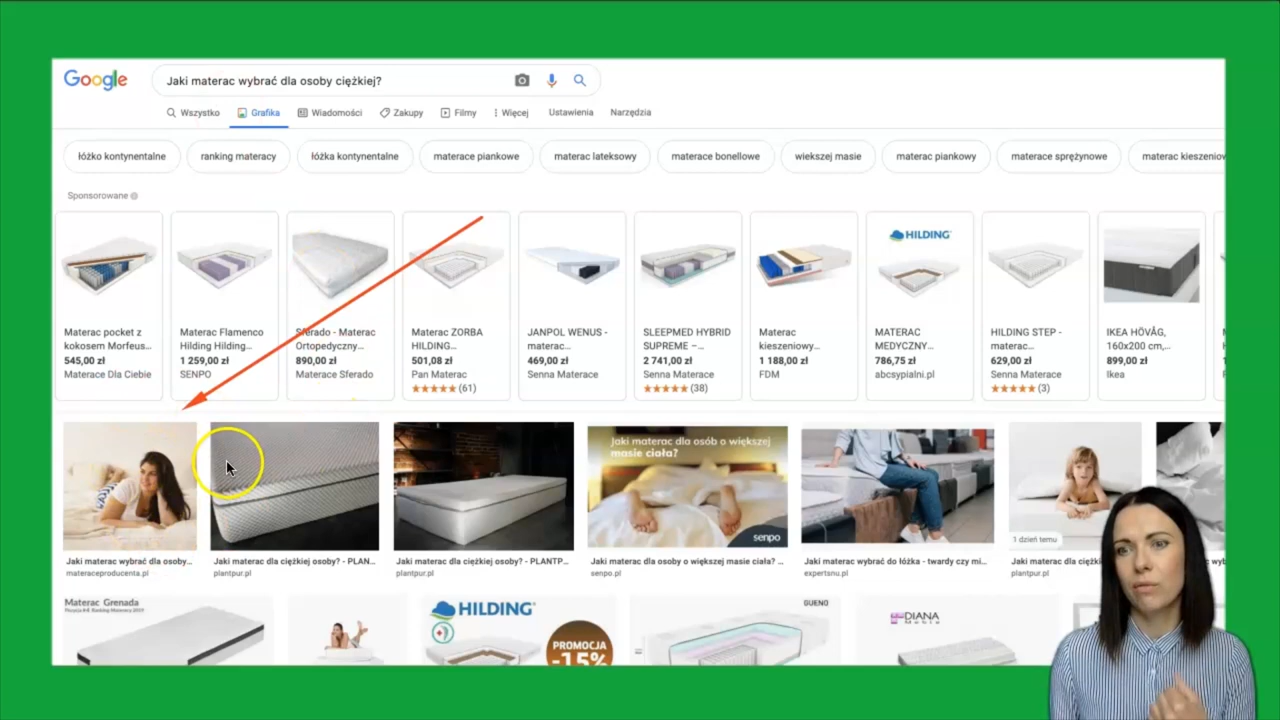 Google
Jaki materac wybrać dla osoby ciężkiej?
Wszystko Grafika Wiadomości Zakupy Filmy Więcej Ustawienia Narzędzia
łóżko kontynentalne ranking materacy łóżka kontynentalne materace piankowe materac lateksowy materace bonellowe wiekszej masie materac piankowy materace sprężynowe materac kieszeniow
Sponsorowane
HILDING
Materac pocket z
kokosem Morfeus...
545,00 zł
Materace Dla Ciebie
Materac Flamenco
Hilding Hilding...
1 259,00 zł
SENPO
Sferado - Materac
Ortopedyczny...
890,00 zł
Materace Sferado
Materac ZORBA
HILDING...
501,08 zł
Pan Materac
(61)
JANPOL WENUS -
materac...
469,00 zł
Senna Materace
SLEEPMED HYBRID
SUPREME –...
2 741,00 zł
Senna Materace
(38)
Materac
kieszeniowy...
1 188,00 zł
FDM
MATERAC
MEDYCZNY...
786,75 zł
abcsypialni.pl
HILDING STEP -
materac...
629,00 zł
Senna Materace
(3)
IKEA HÖVÅG,
160x200 cm,...
899,00 zł
Ikea
Jaki materac dla osób o większej
masie ciała?
senpo
1 dzień temu
Jaki materac wybrać dla osoby...
materaceproducenta.pl
Jaki materac dla ciężkiej osoby? - PLAN...
plantpur.pl
Jaki materac dla ciężkiej osoby? - PLANTP...
plantpur.pl
Jaki materac dla osoby o większej masie ciała? ...
senpo.pl
Jaki materac wybrać do łóżka - twardy czy mi...
expertsnu.pl
Jaki materac dla ciężki
plantpur.pl
Materac Grenada
HILDING
PROMOCJA
-15%
GUENO
DIANA